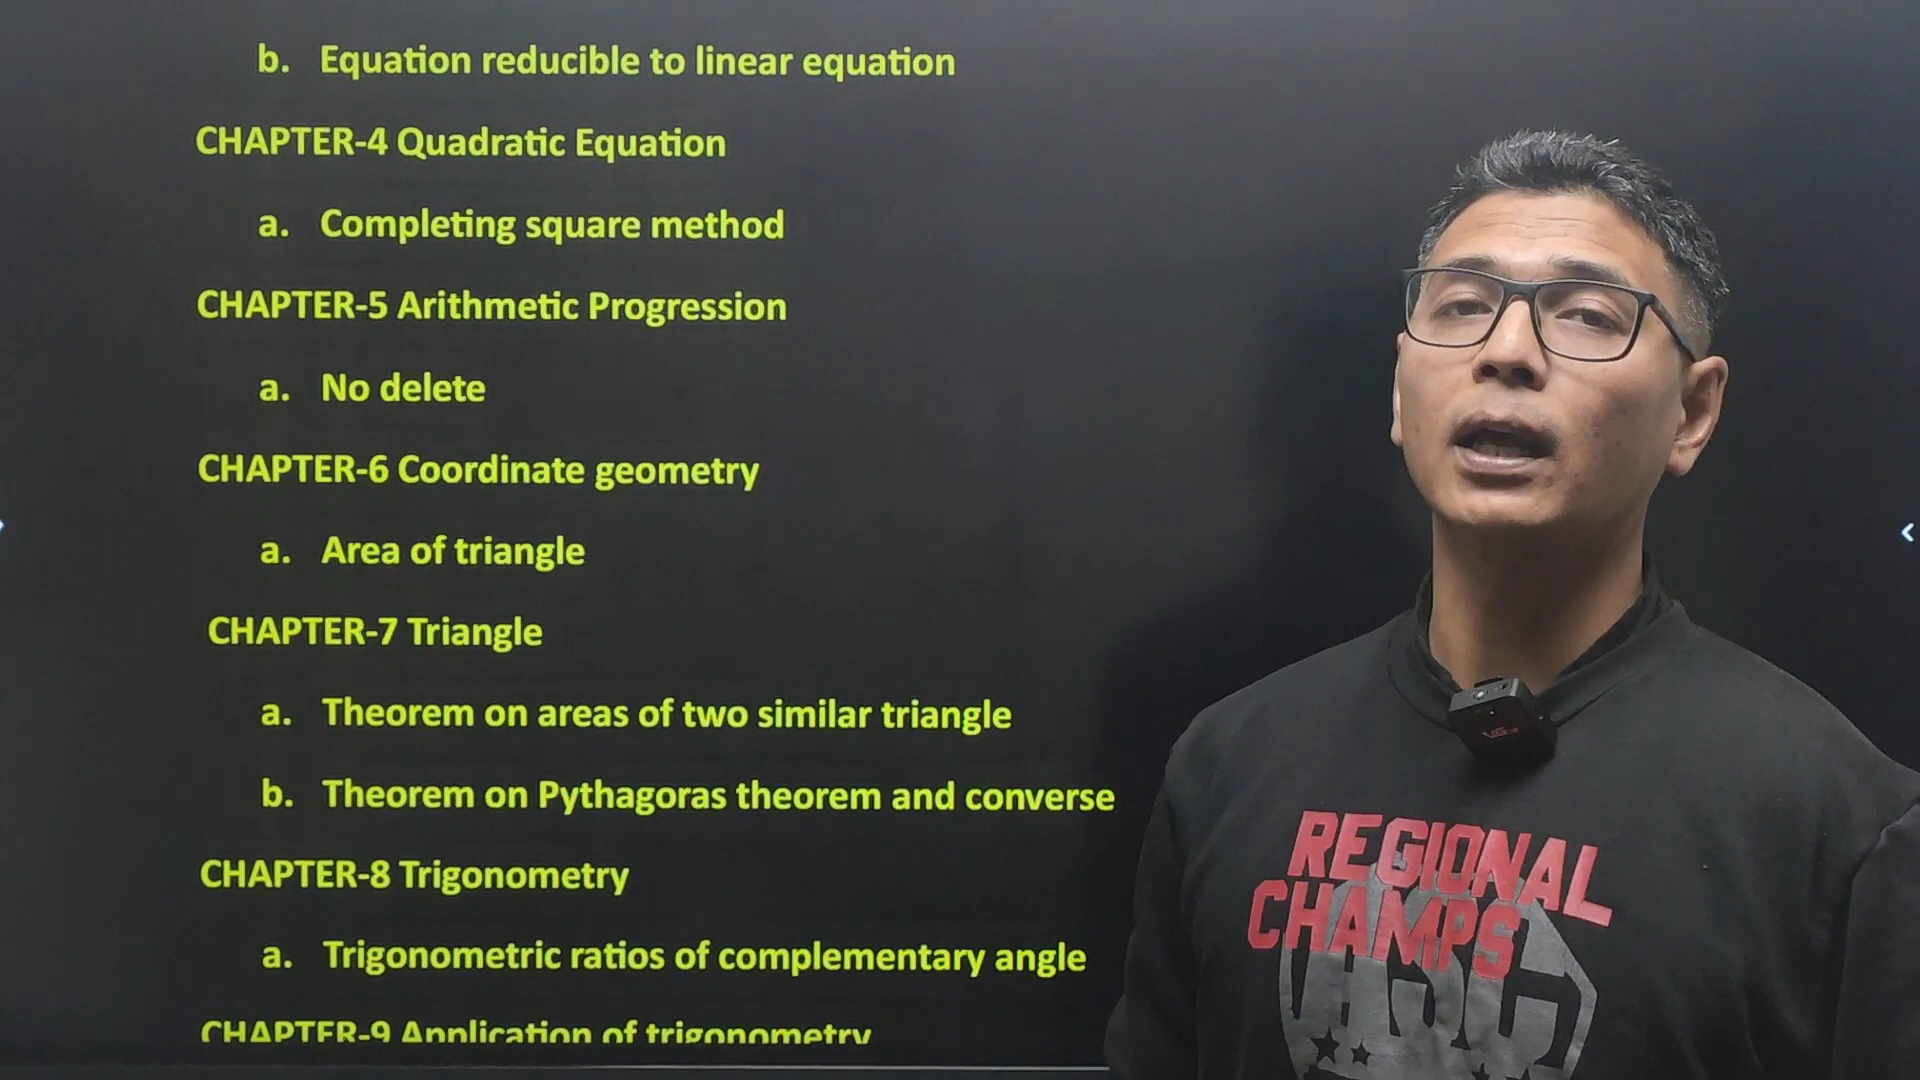 b. Equation reducible to linear equation
CHAPTER-4 Quadratic Equation
a. Completing square method
CHAPTER-5 Arithmetic Progression
a. No delete
CHAPTER-6 Coordinate geometry
a. Area of triangle
CHAPTER-7 Triangle
a. Theorem on areas of two similar triangle
b. Theorem on Pythagoras theorem and converse
CHAPTER-8 Trigonometry
a. Trigonometric ratios of complementary angle
CHAPTER-9 Application of trigonometry
REGIONAL
CHAMPS